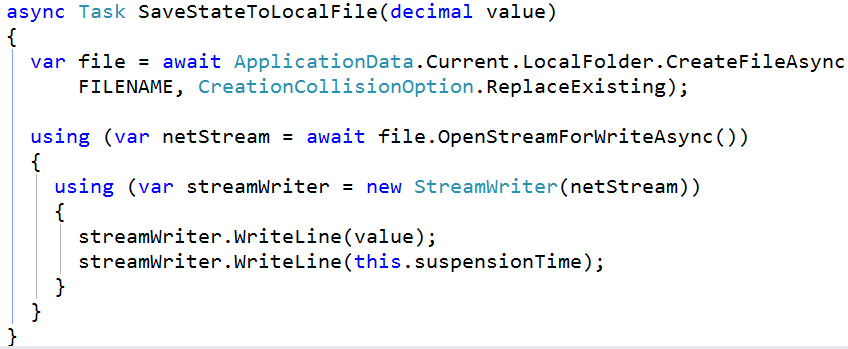 async Task SaveStateToLocalFile(decimal value)
{
var file = await ApplicationData.Current.LocalFolder.CreateFileAsync
FILENAME, CreationCollisionOption.ReplaceExisting);
using (var netStream = await file.OpenStreamForWriteAsync())
{
using (var streamWriter = new StreamWriter(netStream))
{
streamWriter.WriteLine(value);
streamWriter.WriteLine(this.suspensionTime);
}
}
}